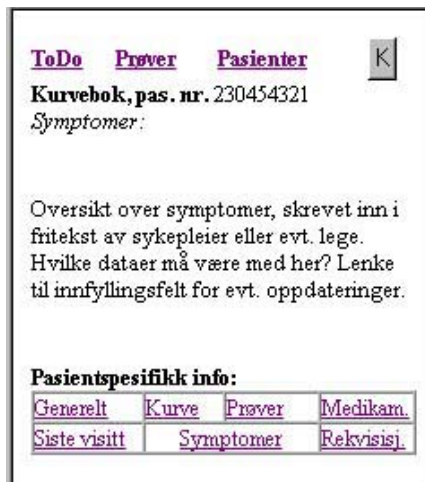 ToDo Prøver Pasienter K
Kurvebok, pas. nr. 230454321
Symptomer:
Oversikt over symptomer, skrevet inn i
fritekst av sykepleier eller evt. lege.
Hvilke dataer må være med her? Lenke
til innfyllingsfelt for evt. oppdateringer.
Pasientspesifikk info:
Generelt Kurve Prøver Medikam.
Siste visitt Symptomer Rekvisisj.